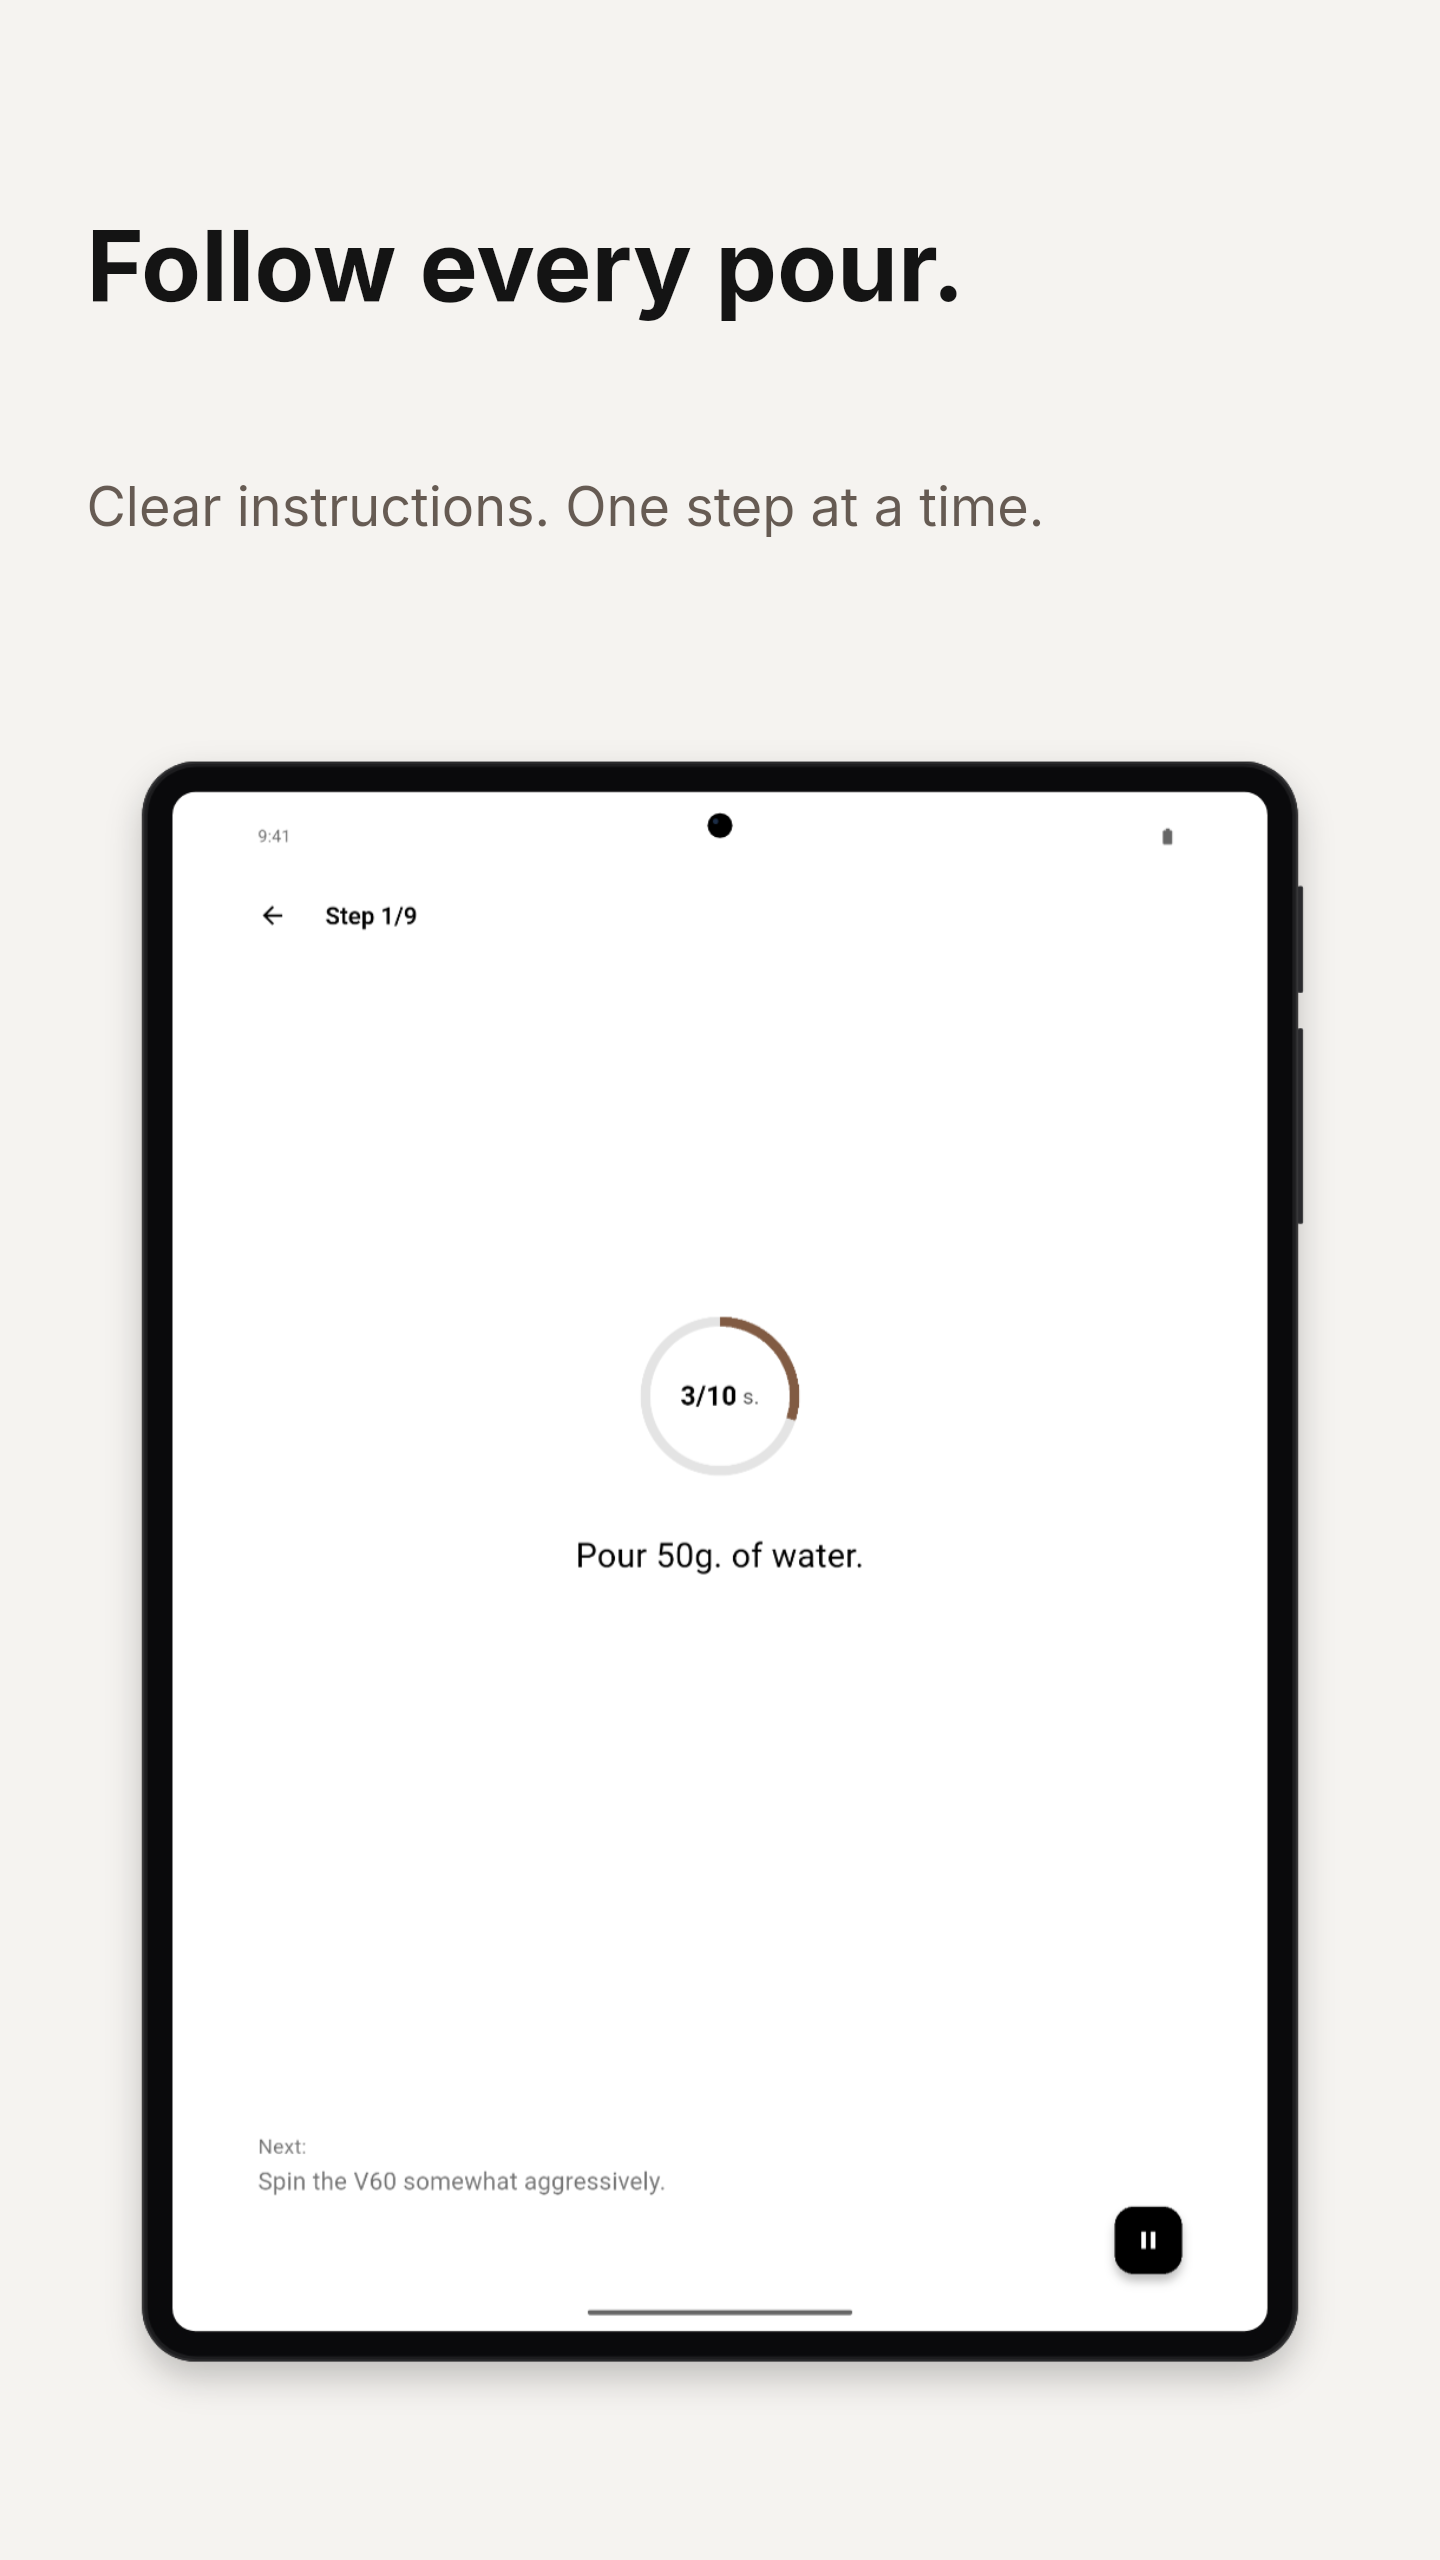 Follow every pour.
Clear instructions. One step at a time.
9:41
Step 1/9
3/10 s.
Pour 50g. of water.
Next:
Spin the V60 somewhat aggressively.